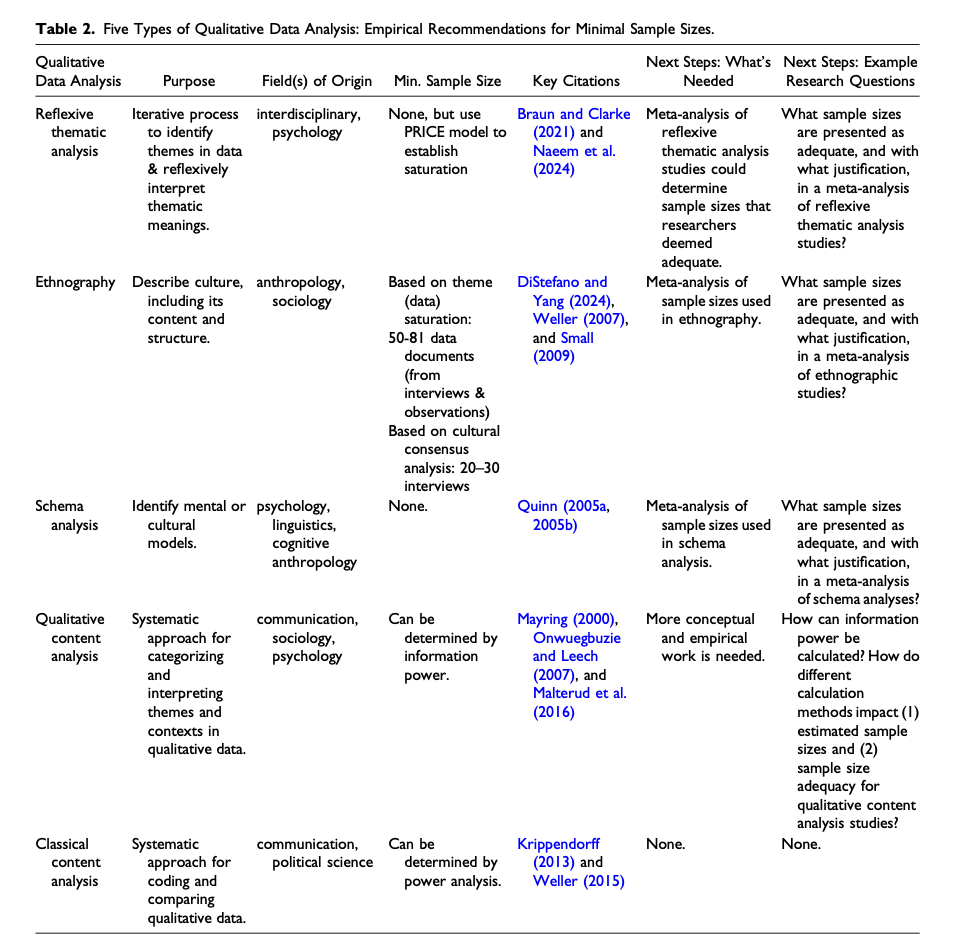 Table 2. Five Types of Qualitative Data Analysis: Empirical Recommendations for Minimal Sample Sizes.
Qualitative
Data Analysis
Purpose
Field(s) of Origin
Min. Sample Size
Key Citations
Next Steps: What's
Needed
Next Steps: Example
Research Questions
Reflexive
thematic
analysis
Iterative process
to identify
themes in data
& reflexively
interpret
thematic
meanings.
interdisciplinary,
psychology
None, but use
PRICE model to
establish
saturation
Braun and Clarke
(2021) and
Naeem et al.
(2024)
Meta-analysis of
reflexive
thematic analysis
studies could
determine
sample sizes that
researchers
deemed
adequate.
What sample sizes
are presented as
adequate, and with
what justification,
in a meta-analysis
of reflexive
thematic analysis
studies?
Ethnography
Describe culture,
including its
content and
structure.
anthropology,
sociology
Based on theme
(data)
saturation:
50-81 data
documents
(from
interviews &
observations)
Based on cultural
consensus
analysis: 20–30
interviews
DiStefano and
Yang (2024),
Weller (2007),
and Small
(2009)
Meta-analysis of
sample sizes used
in ethnography.
What sample sizes
are presented as
adequate, and with
what justification,
in a meta-analysis
of ethnographic
studies?
Schema
analysis
Identify mental or
cultural
models.
psychology,
linguistics,
cognitive
anthropology
None.
Quinn (2005a,
2005b)
Meta-analysis of
sample sizes used
in schema
analysis.
What sample sizes
are presented as
adequate, and with
what justification,
in a meta-analysis
of schema analyses?
Qualitative
content
analysis
Systematic
approach for
categorizing
and
interpreting
themes and
contexts in
qualitative data.
communication,
sociology,
psychology
Can be
determined by
information
power.
Mayring (2000),
Onwuegbuzie
and Leech
(2007), and
Malterud et al.
(2016)
More conceptual
and empirical
work is needed.
How can information
power be
calculated? How do
different
calculation
methods impact (1)
estimated sample
sizes and (2)
sample size
adequacy for
qualitative content
analysis studies?
Classical
content
analysis
Systematic
approach for
coding and
comparing
qualitative data.
communication,
political science
Can be
determined by
power analysis.
Krippendorff
(2013) and
Weller (2015)
None.
None.